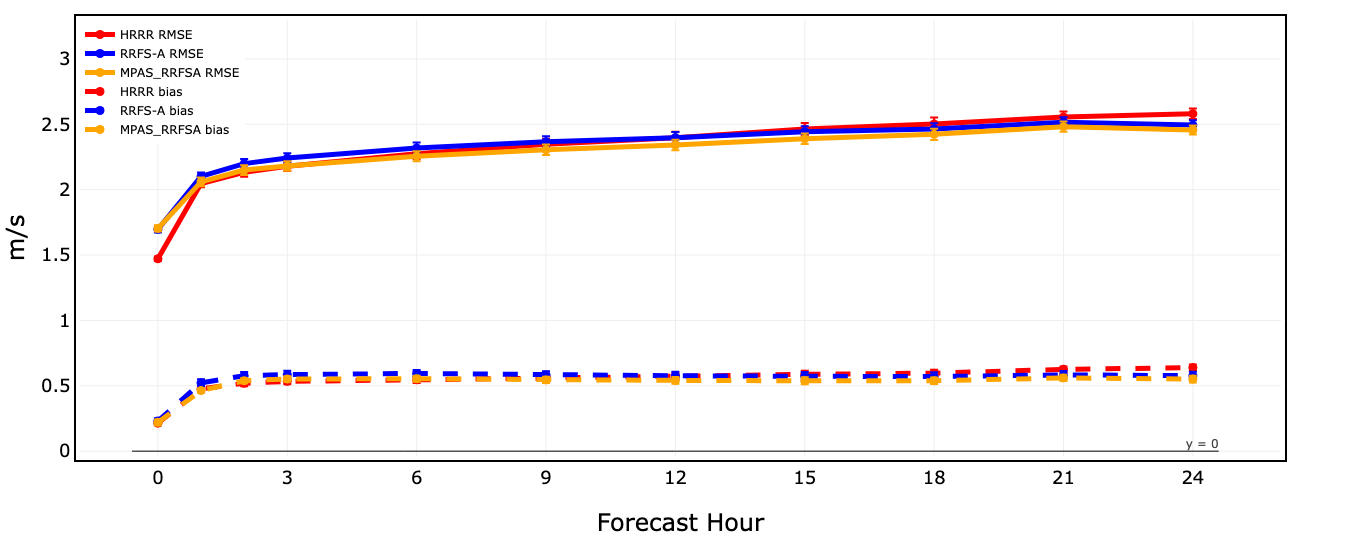 HRRR RMSE
RRFS-A RMSE
MPAS_RRFSA RMSE
HRRR bias
RRFS-A bias
MPAS_RRFSA bias
3
2.5
2
1.5
1
0.5
0
m/s
y = 0
0 3 6 9 12 15 18 21 24
Forecast Hour